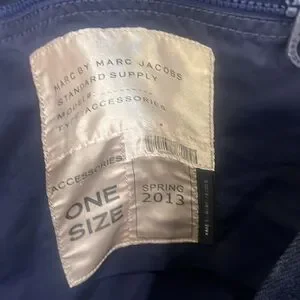 MARC BY MARC JACOBS
STANDARD SUPPLY
MODEL#
TYPE: ACCESSORIES
ACCESSORIES
ONE
SIZE
SPRING
2013